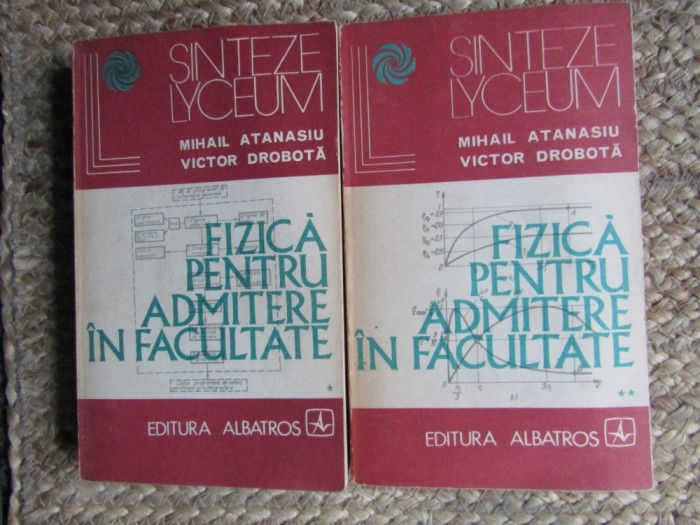 SINTEZE
LYCEUM
MIHAIL ATANASIU
VICTOR DROBOTĂ
FIZICĂ
PENTRU
ADMITERE
ÎN FACULTATE
*
EDITURA ALBATROS
SINTEZE
LYCEUM
MIHAIL ATANASIU
VICTOR DROBOTĂ
FIZICĂ
PENTRU
ADMITERE
ÎN FACULTATE
**
EDITURA ALBATROS